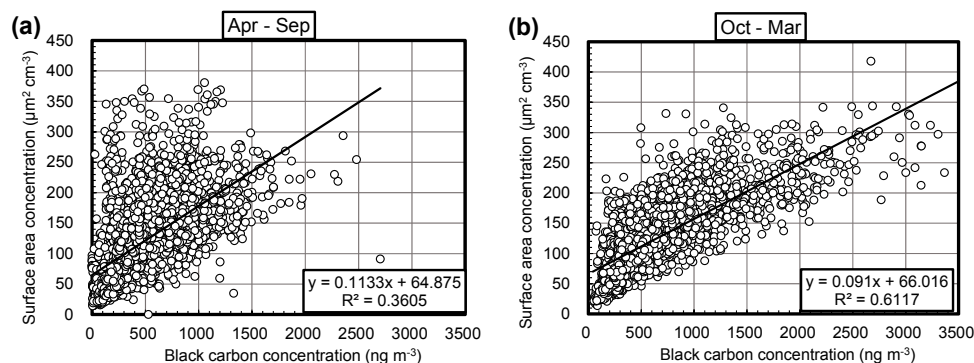 (a)
Apr - Sep
Surface area concentration (µm² cm⁻³)
450
400
350
300
250
200
150
100
50
0
y = 0.1133x + 64.875
R² = 0.3605
0 500 1000 1500 2000 2500 3000 3500
Black carbon concentration (ng m⁻³)
(b)
Oct - Mar
Surface area concentration (µm² cm⁻³)
450
400
350
300
250
200
150
100
50
0
y = 0.091x + 66.016
R² = 0.6117
0 500 1000 1500 2000 2500 3000 3500
Black carbon concentration (ng m⁻³)